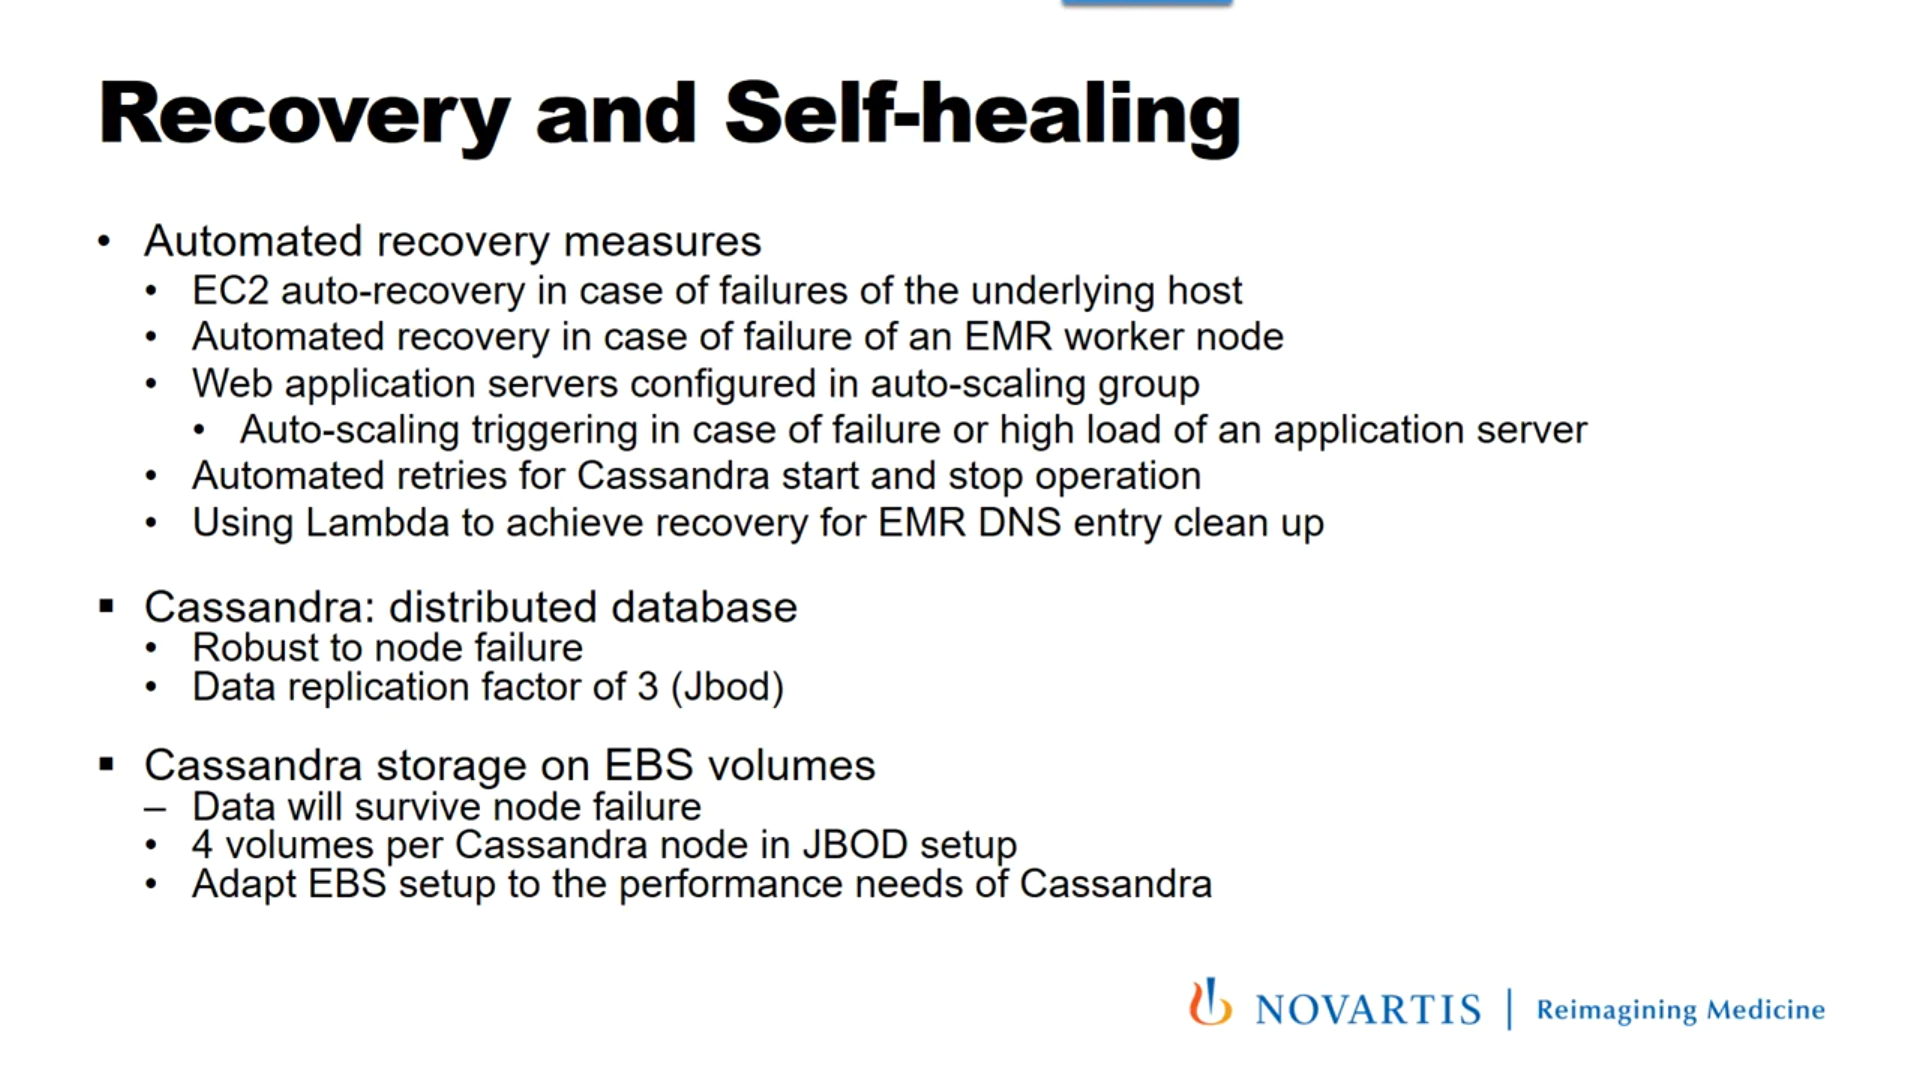 Recovery and Self-healing
• Automated recovery measures
• EC2 auto-recovery in case of failures of the underlying host
• Automated recovery in case of failure of an EMR worker node
• Web application servers configured in auto-scaling group
• Auto-scaling triggering in case of failure or high load of an application server
• Automated retries for Cassandra start and stop operation
• Using Lambda to achieve recovery for EMR DNS entry clean up
▪ Cassandra: distributed database
• Robust to node failure
• Data replication factor of 3 (Jbod)
▪ Cassandra storage on EBS volumes
– Data will survive node failure
• 4 volumes per Cassandra node in JBOD setup
• Adapt EBS setup to the performance needs of Cassandra
NOVARTIS | Reimagining Medicine